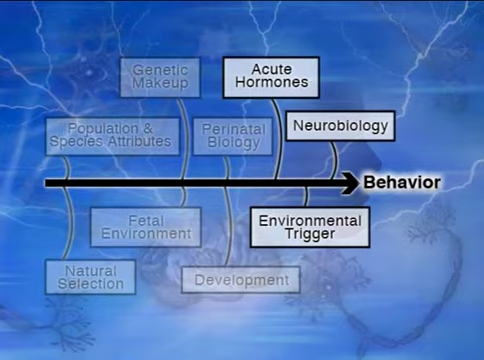 Genetic
Makeup
Acute
Hormones
Population &
Species Attributes
Perinatal
Biology
Neurobiology
Behavior
Fetal
Environment
Environmental
Trigger
Natural
Selection
Development